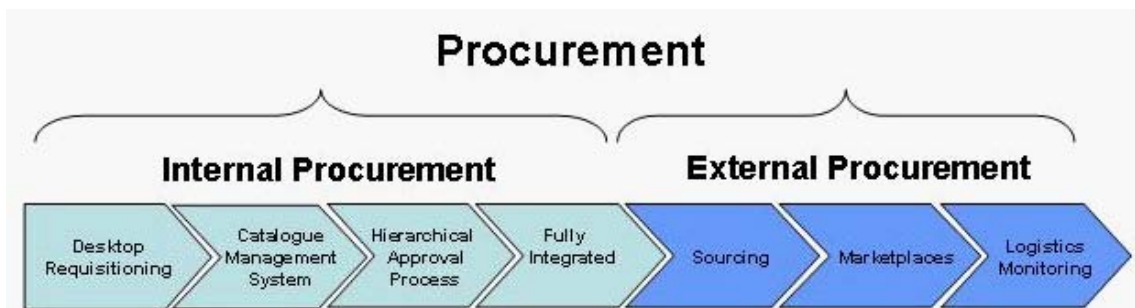 Procurement
Internal Procurement
External Procurement
Desktop
Requisitioning
Catalogue
Management
System
Hierarchical
Approval
Process
Fully
Integrated
Sourcing
Marketplaces
Logistics
Monitoring